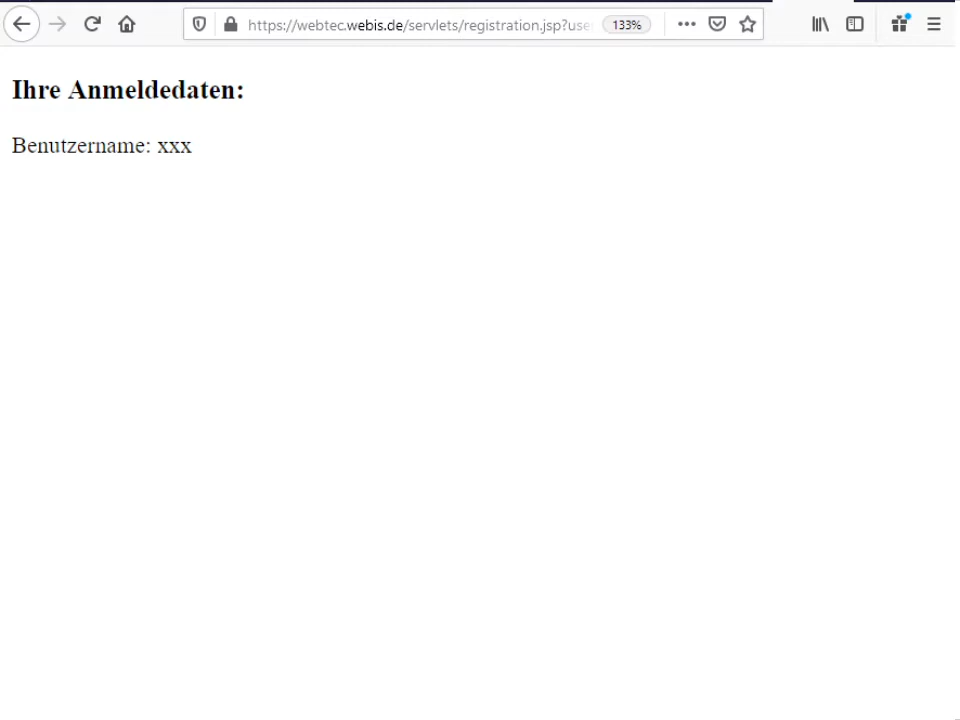 https://webtec.webis.de/servlets/registration.jsp?use
133%
Ihre Anmeldedaten:
Benutzername: xxx